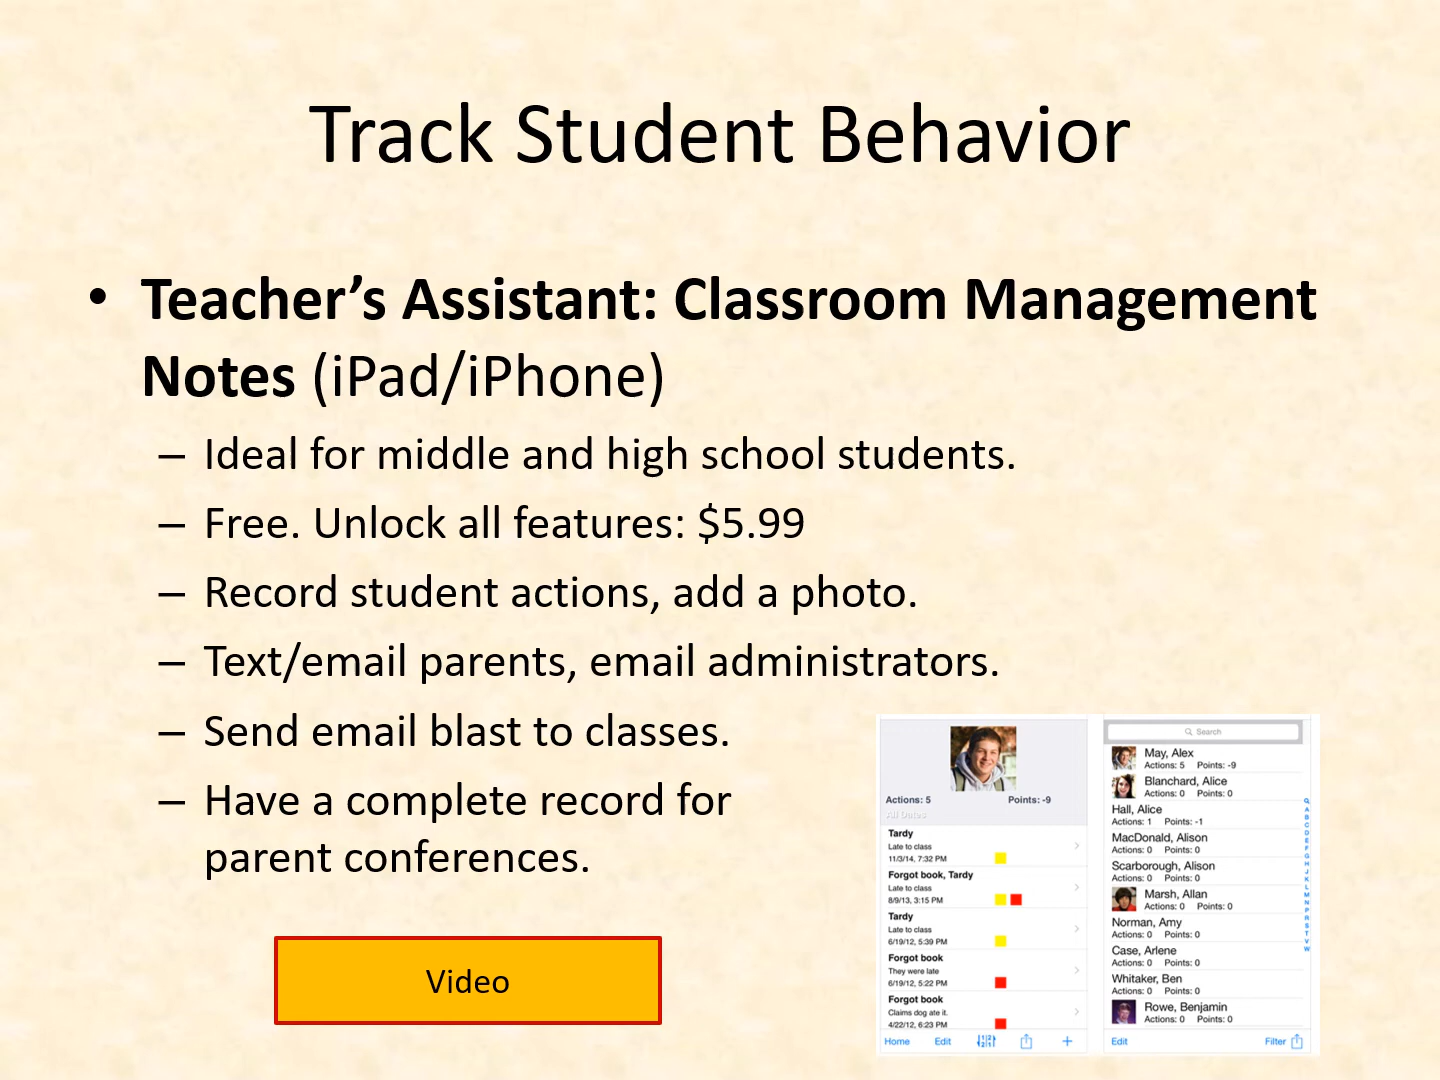 Track Student Behavior
• Teacher’s Assistant: Classroom Management
Notes (iPad/iPhone)
– Ideal for middle and high school students.
– Free. Unlock all features: $5.99
– Record student actions, add a photo.
– Text/email parents, email administrators.
– Send email blast to classes.
– Have a complete record for
parent conferences.
Video
Actions: 5 Points: -9
All Dates
Tardy
Late to class
11/3/14, 7:32 PM
Forgot book, Tardy
Late to class
8/9/13, 3:15 PM
Tardy
Late to class
6/19/12, 5:39 PM
Forgot book
They were late
6/19/12, 5:22 PM
Forgot book
Claims dog ate it.
4/22/12, 6:23 PM
Home Edit
Search
May, Alex
Actions: 5 Points: -9
Blanchard, Alice
Actions: 0 Points: 0
Hall, Alice
Actions: 1 Points: -1
MacDonald, Alison
Actions: 0 Points: 0
Scarborough, Alison
Actions: 0 Points: 0
Marsh, Allan
Actions: 0 Points: 0
Norman, Amy
Actions: 0 Points: 0
Case, Arlene
Actions: 0 Points: 0
Whitaker, Ben
Actions: 0 Points: 0
Rowe, Benjamin
Actions: 0 Points: 0
Edit Filter